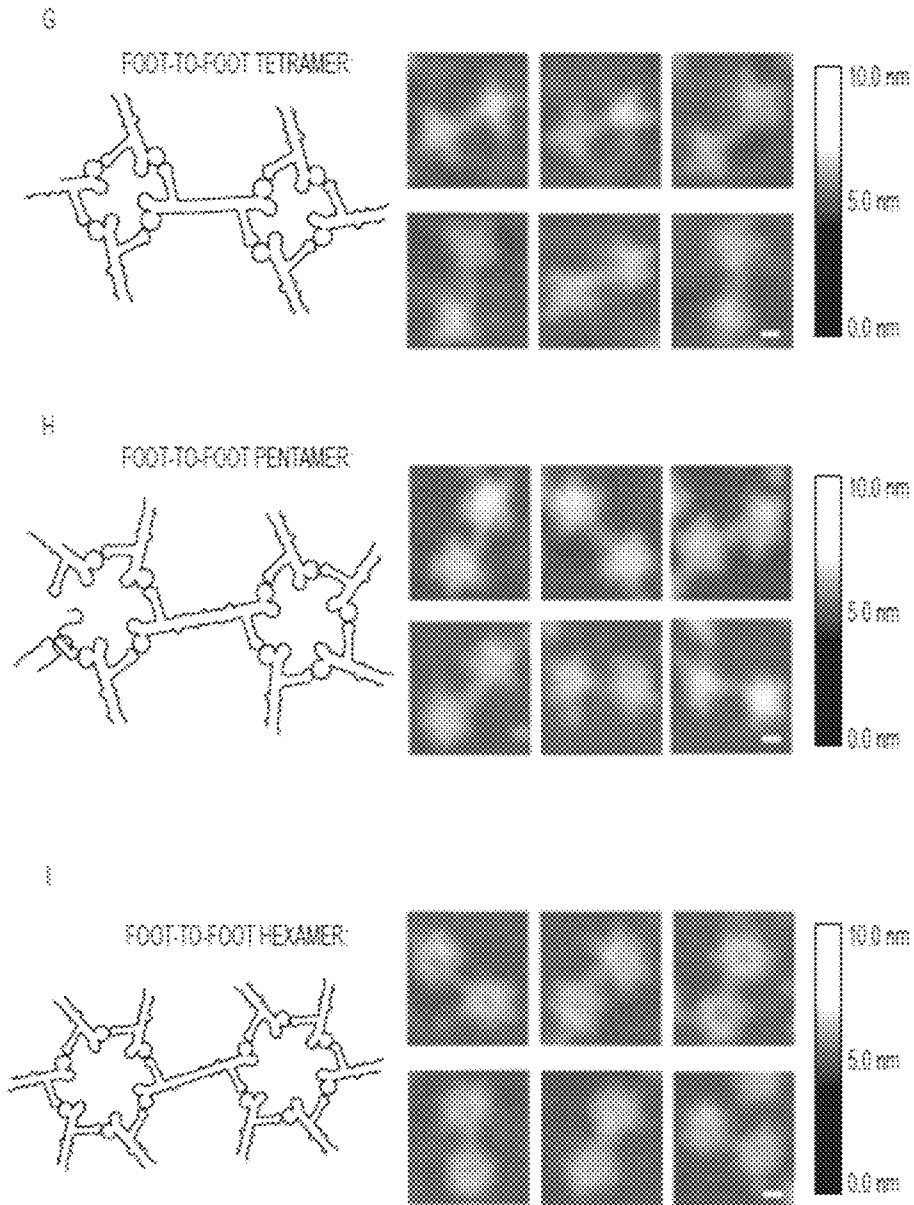 G
FOOT-TO-FOOT TETRAMER:
10.0 nm
5.0 nm
0.0 nm
H
FOOT-TO-FOOT PENTAMER:
10.0 nm
5.0 nm
0.0 nm
I
FOOT-TO-FOOT HEXAMER:
10.0 nm
5.0 nm
0.0 nm